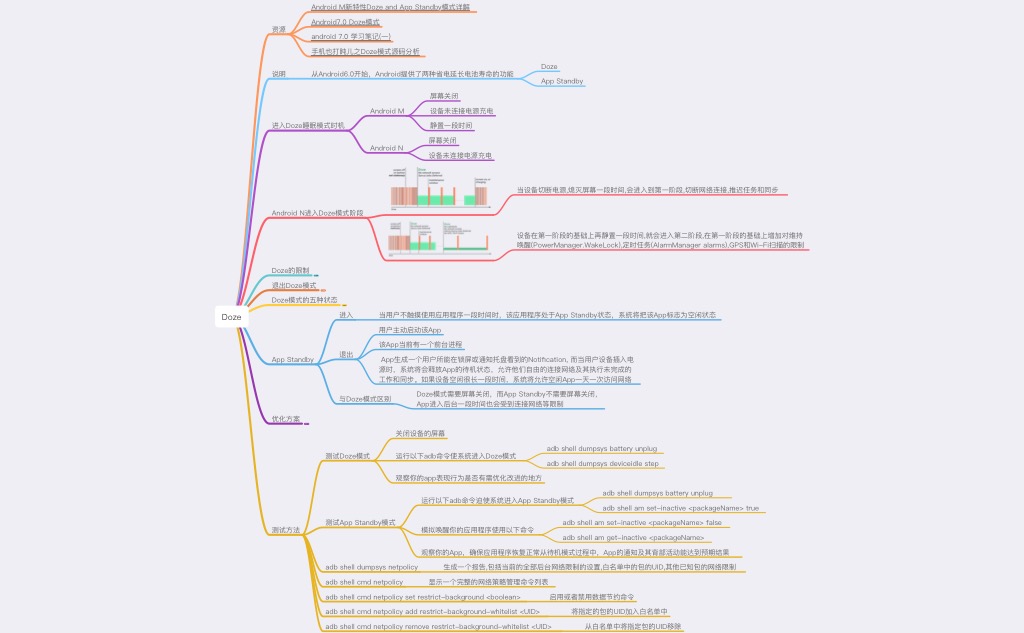 Doze
资源
Android M新特性Doze and App Standby模式详解
Android7.0 Doze模式
android 7.0 学习笔记(一)
手机也打盹儿之Doze模式源码分析
说明
从Android6.0开始，Android提供了两种省电延长电池寿命的功能
Doze
App Standby
进入Doze睡眠模式时机
Android M
屏幕关闭
设备未连接电源充电
静置一段时间
Android N
屏幕关闭
设备未连接电源充电
Android N进入Doze模式阶段
当设备切断电源,熄灭屏幕一段时间,会进入到第一阶段,切断网络连接,推迟任务和同步
设备在第一阶段的基础上再静置一段时间,就会进入第二阶段,在第一阶段的基础上增加对维持
唤醒(PowerManager.WakeLock),定时任务(AlarmManager alarms),GPS和Wi-Fi扫描的限制
Doze的限制
退出Doze模式
Doze模式的五种状态
App Standby
进入
当用户不触摸使用应用程序一段时间时，该应用程序处于App Standby状态，系统将把该App标志为空闲状态
退出
用户主动启动该App
该App当前有一个前台进程
App生成一个用户所能在锁屏或通知托盘看到的Notification, 而当用户设备插入电
源时，系统将会释放App的待机状态，允许他们自由的连接网络及其执行未完成的
工作和同步。如果设备空闲很长一段时间，系统将允许空闲App一天一次访问网络
与Doze模式区别
Doze模式需要屏幕关闭，而App Standby不需要屏幕关闭，
App进入后台一段时间也会受到连接网络等限制
优化方案
测试方法
测试Doze模式
关闭设备的屏幕
运行以下adb命令使系统进入Doze模式
adb shell dumpsys battery unplug
adb shell dumpsys deviceidle step
观察你的app表现行为是否有需优化改进的地方
测试App Standby模式
运行以下adb命令迫使系统进入App Standby模式
adb shell dumpsys battery unplug
adb shell am set-inactive <packageName> true
模拟唤醒你的应用程序使用以下命令
adb shell am set-inactive <packageName> false
adb shell am get-inactive <packageName>
观察你的App，确保应用程序恢复正常从待机模式过程中，App的通知及其背部活动能达到预期结果
adb shell dumpsys netpolicy
生成一个报告,包括当前的全部后台网络限制的设置,白名单中的包的UID,其他已知包的网络限制
adb shell cmd netpolicy
显示一个完整的网络策略管理命令列表
adb shell cmd netpolicy set restrict-background <boolean>
启用或者禁用数据节约命令
adb shell cmd netpolicy add restrict-background-whitelist <UID>
将指定的包的UID加入白名单中
adb shell cmd netpolicy remove restrict-background-whitelist <UID>
从白名单中将指定包的UID移除